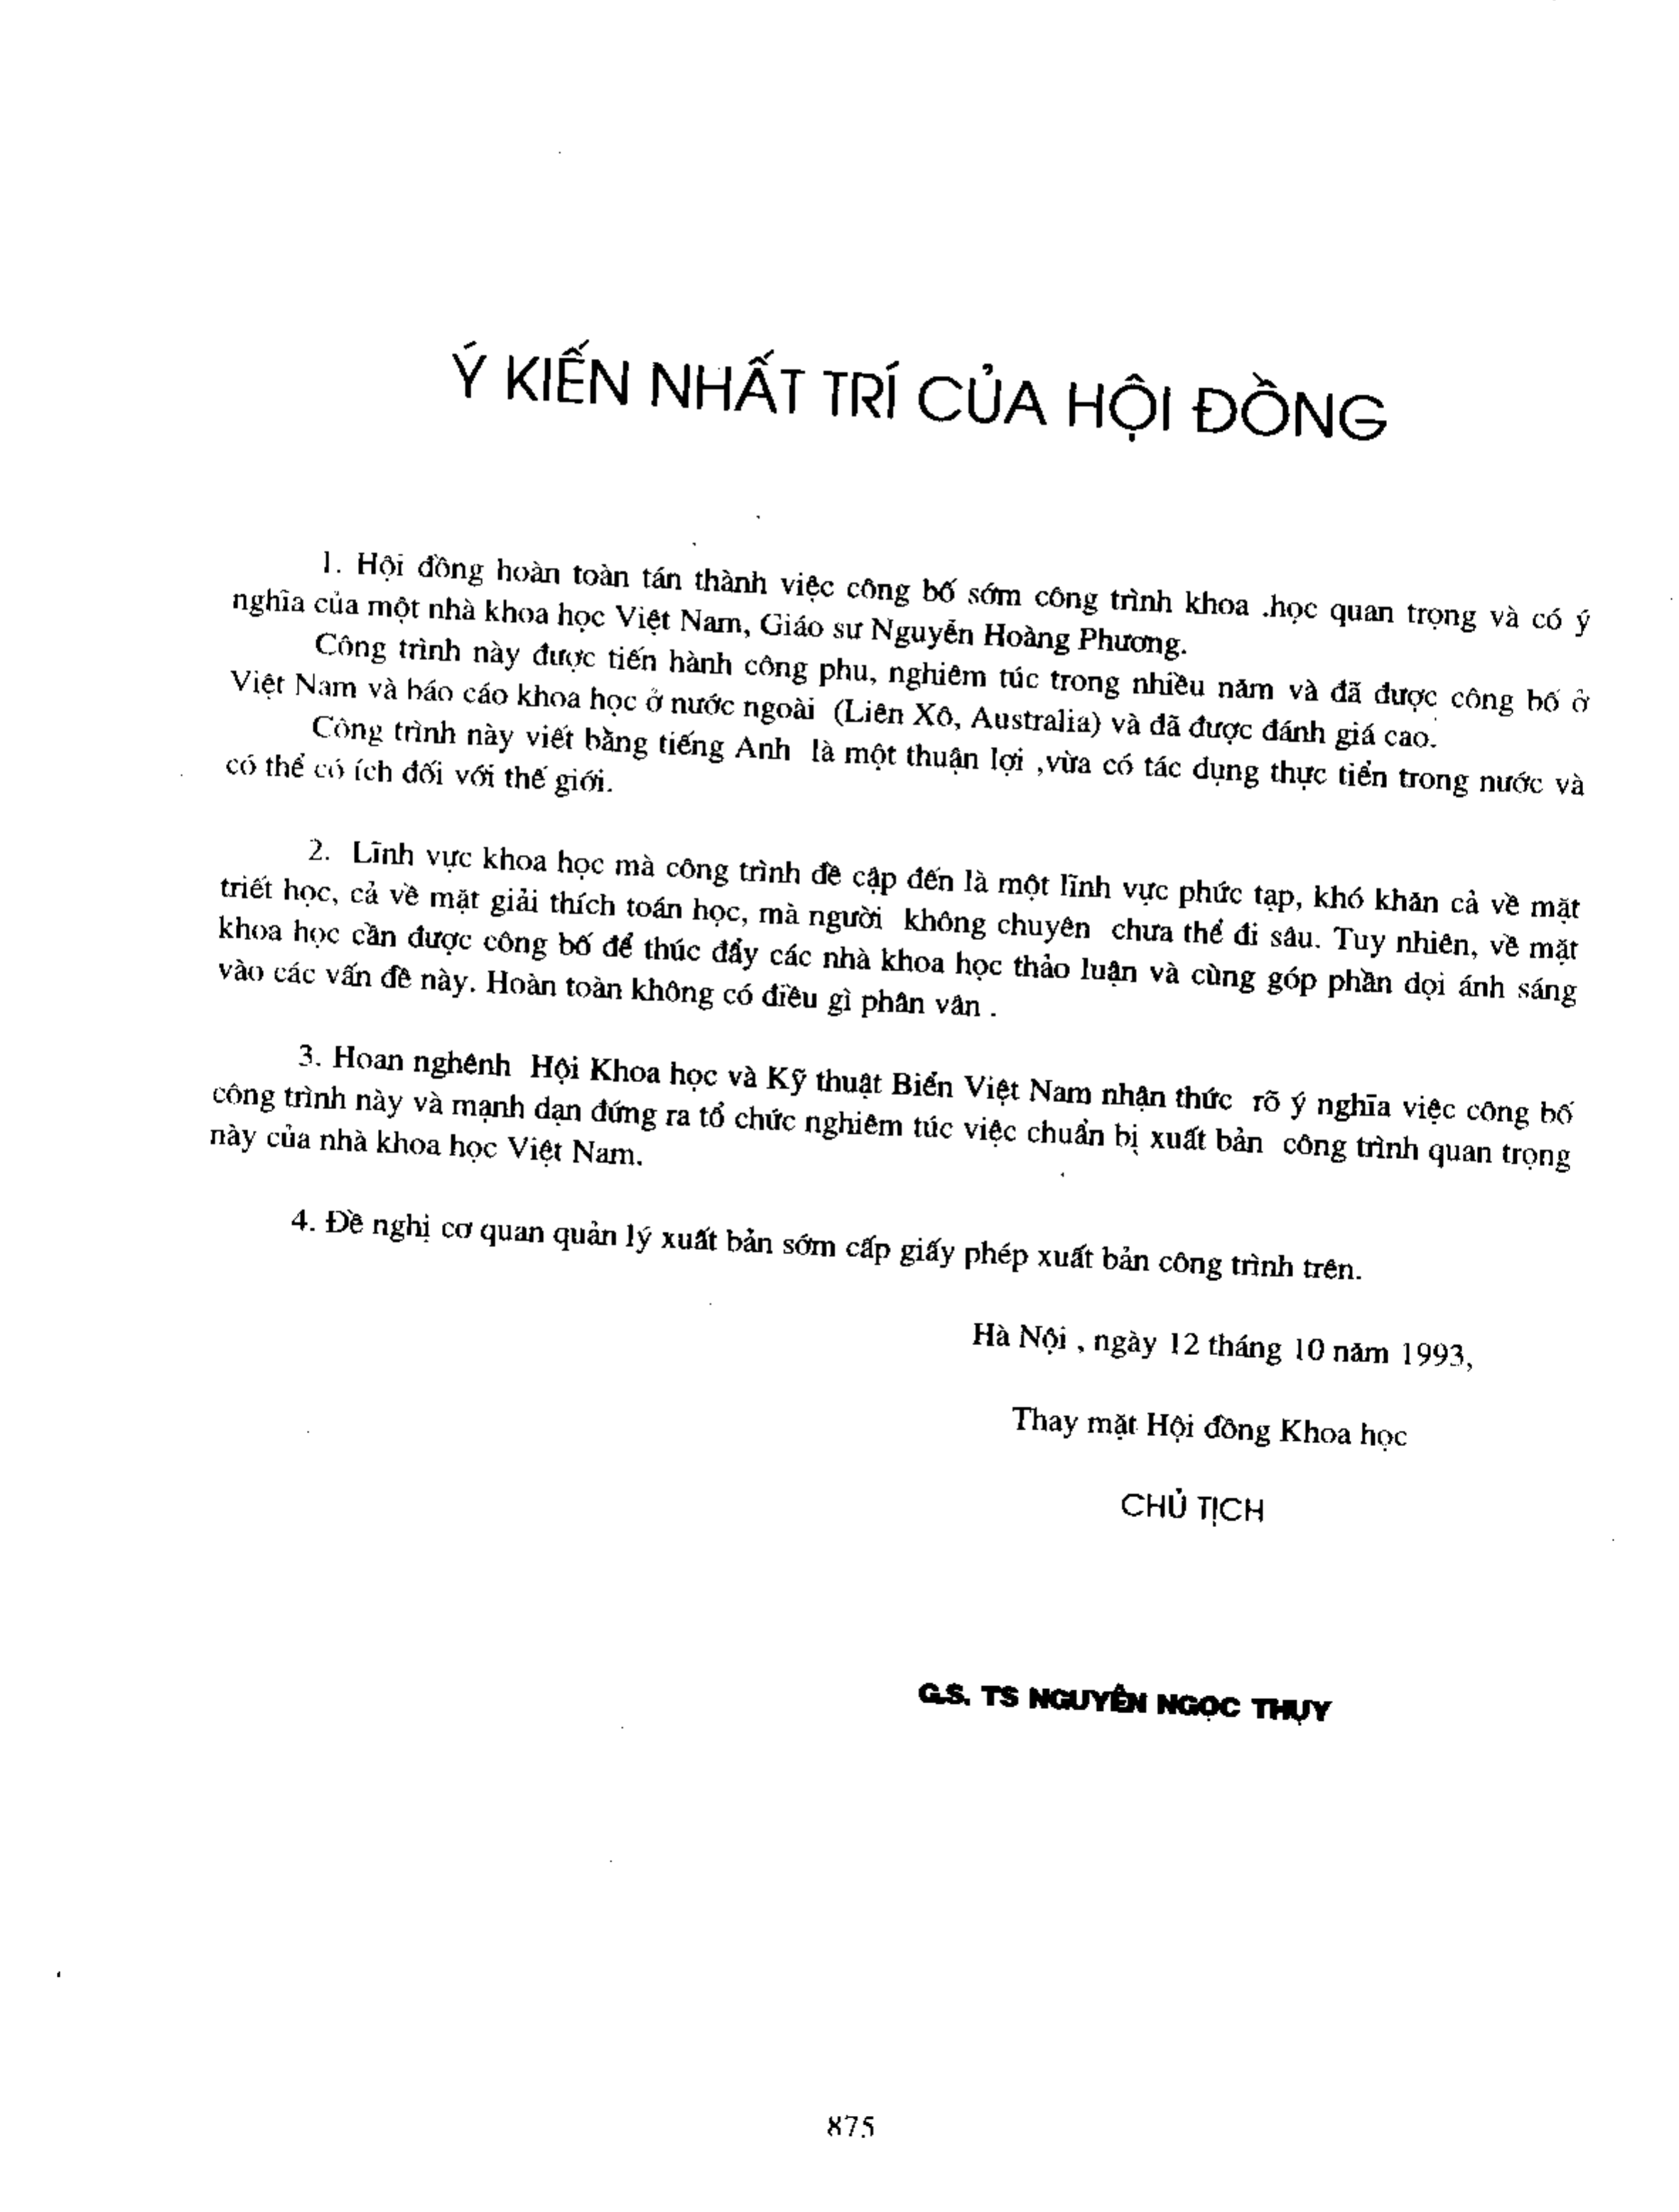 Ý KIẾN NHẤT TRÍ CỦA HỘI ĐỒNG
1. Hội đồng hoàn toàn tán thành việc công bố sớm công trình khoa .học quan trọng và có ý
nghĩa của một nhà khoa học Việt Nam, Giáo sư Nguyễn Hoàng Phương.
Công trình này được tiến hành công phu, nghiêm túc trong nhiều năm và đã được công bố ở
Việt Nam và báo cáo khoa học ở nước ngoài (Liên Xô, Australia) và đã được đánh giá cao.
Công trình này viết bằng tiếng Anh là một thuận lợi ,vừa có tác dụng thực tiển trong nước và
có thể có ích đối với thế giới.
2. Lĩnh vực khoa học mà công trình đề cập đến là một lĩnh vực phức tạp, khó khăn cả về mặt
triết học, cả về mặt giải thích toán học, mà người không chuyên chưa thể đi sâu. Tuy nhiên, về mặt
khoa học cần được công bố để thúc đẩy các nhà khoa học thảo luận và cùng góp phần dọi ánh sáng
vào các vấn đề này. Hoàn toàn không có điều gì phân vân .
3. Hoan nghênh Hội Khoa học và Kỹ thuật Biển Việt Nam nhận thức rõ ý nghĩa việc công bố
công trình này và mạnh dạn đứng ra tổ chức nghiêm túc việc chuẩn bị xuất bản công trình quan trọng
này của nhà khoa học Việt Nam.
4. Đề nghị cơ quan quản lý xuất bản sớm cấp giấy phép xuất bản công trình trên.
Hà Nội , ngày 12 tháng 10 năm 1993,
Thay mặt Hội đồng Khoa học
CHỦ TỊCH
G.S. TS NGUYỄN NGỌC THỤY
875